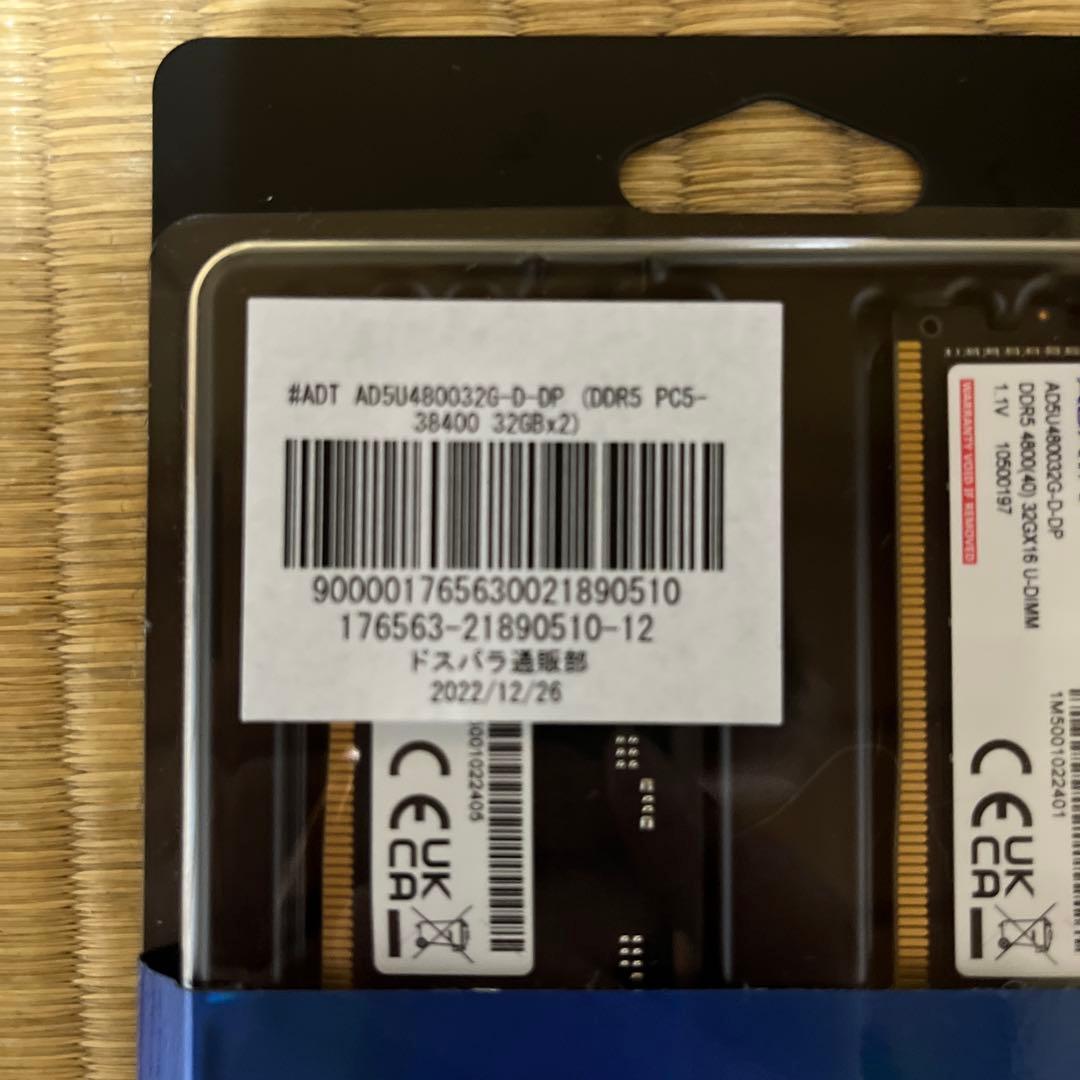 #ADT AD5U480032G-D-DP (DDR5 PC5-
38400 32GBx2)
9000017656300021890510
176563-21890510-12
ドスパラ通販部
2022/12/26
AD5U480032G-D-DP
DDR5 4800(40) 32GX16 U-DIMM
1.1V 10500197
WARRANTY VOID IF REMOVED
1M5001022401
CE
UK
CA
0001022405
CE
UK
CA